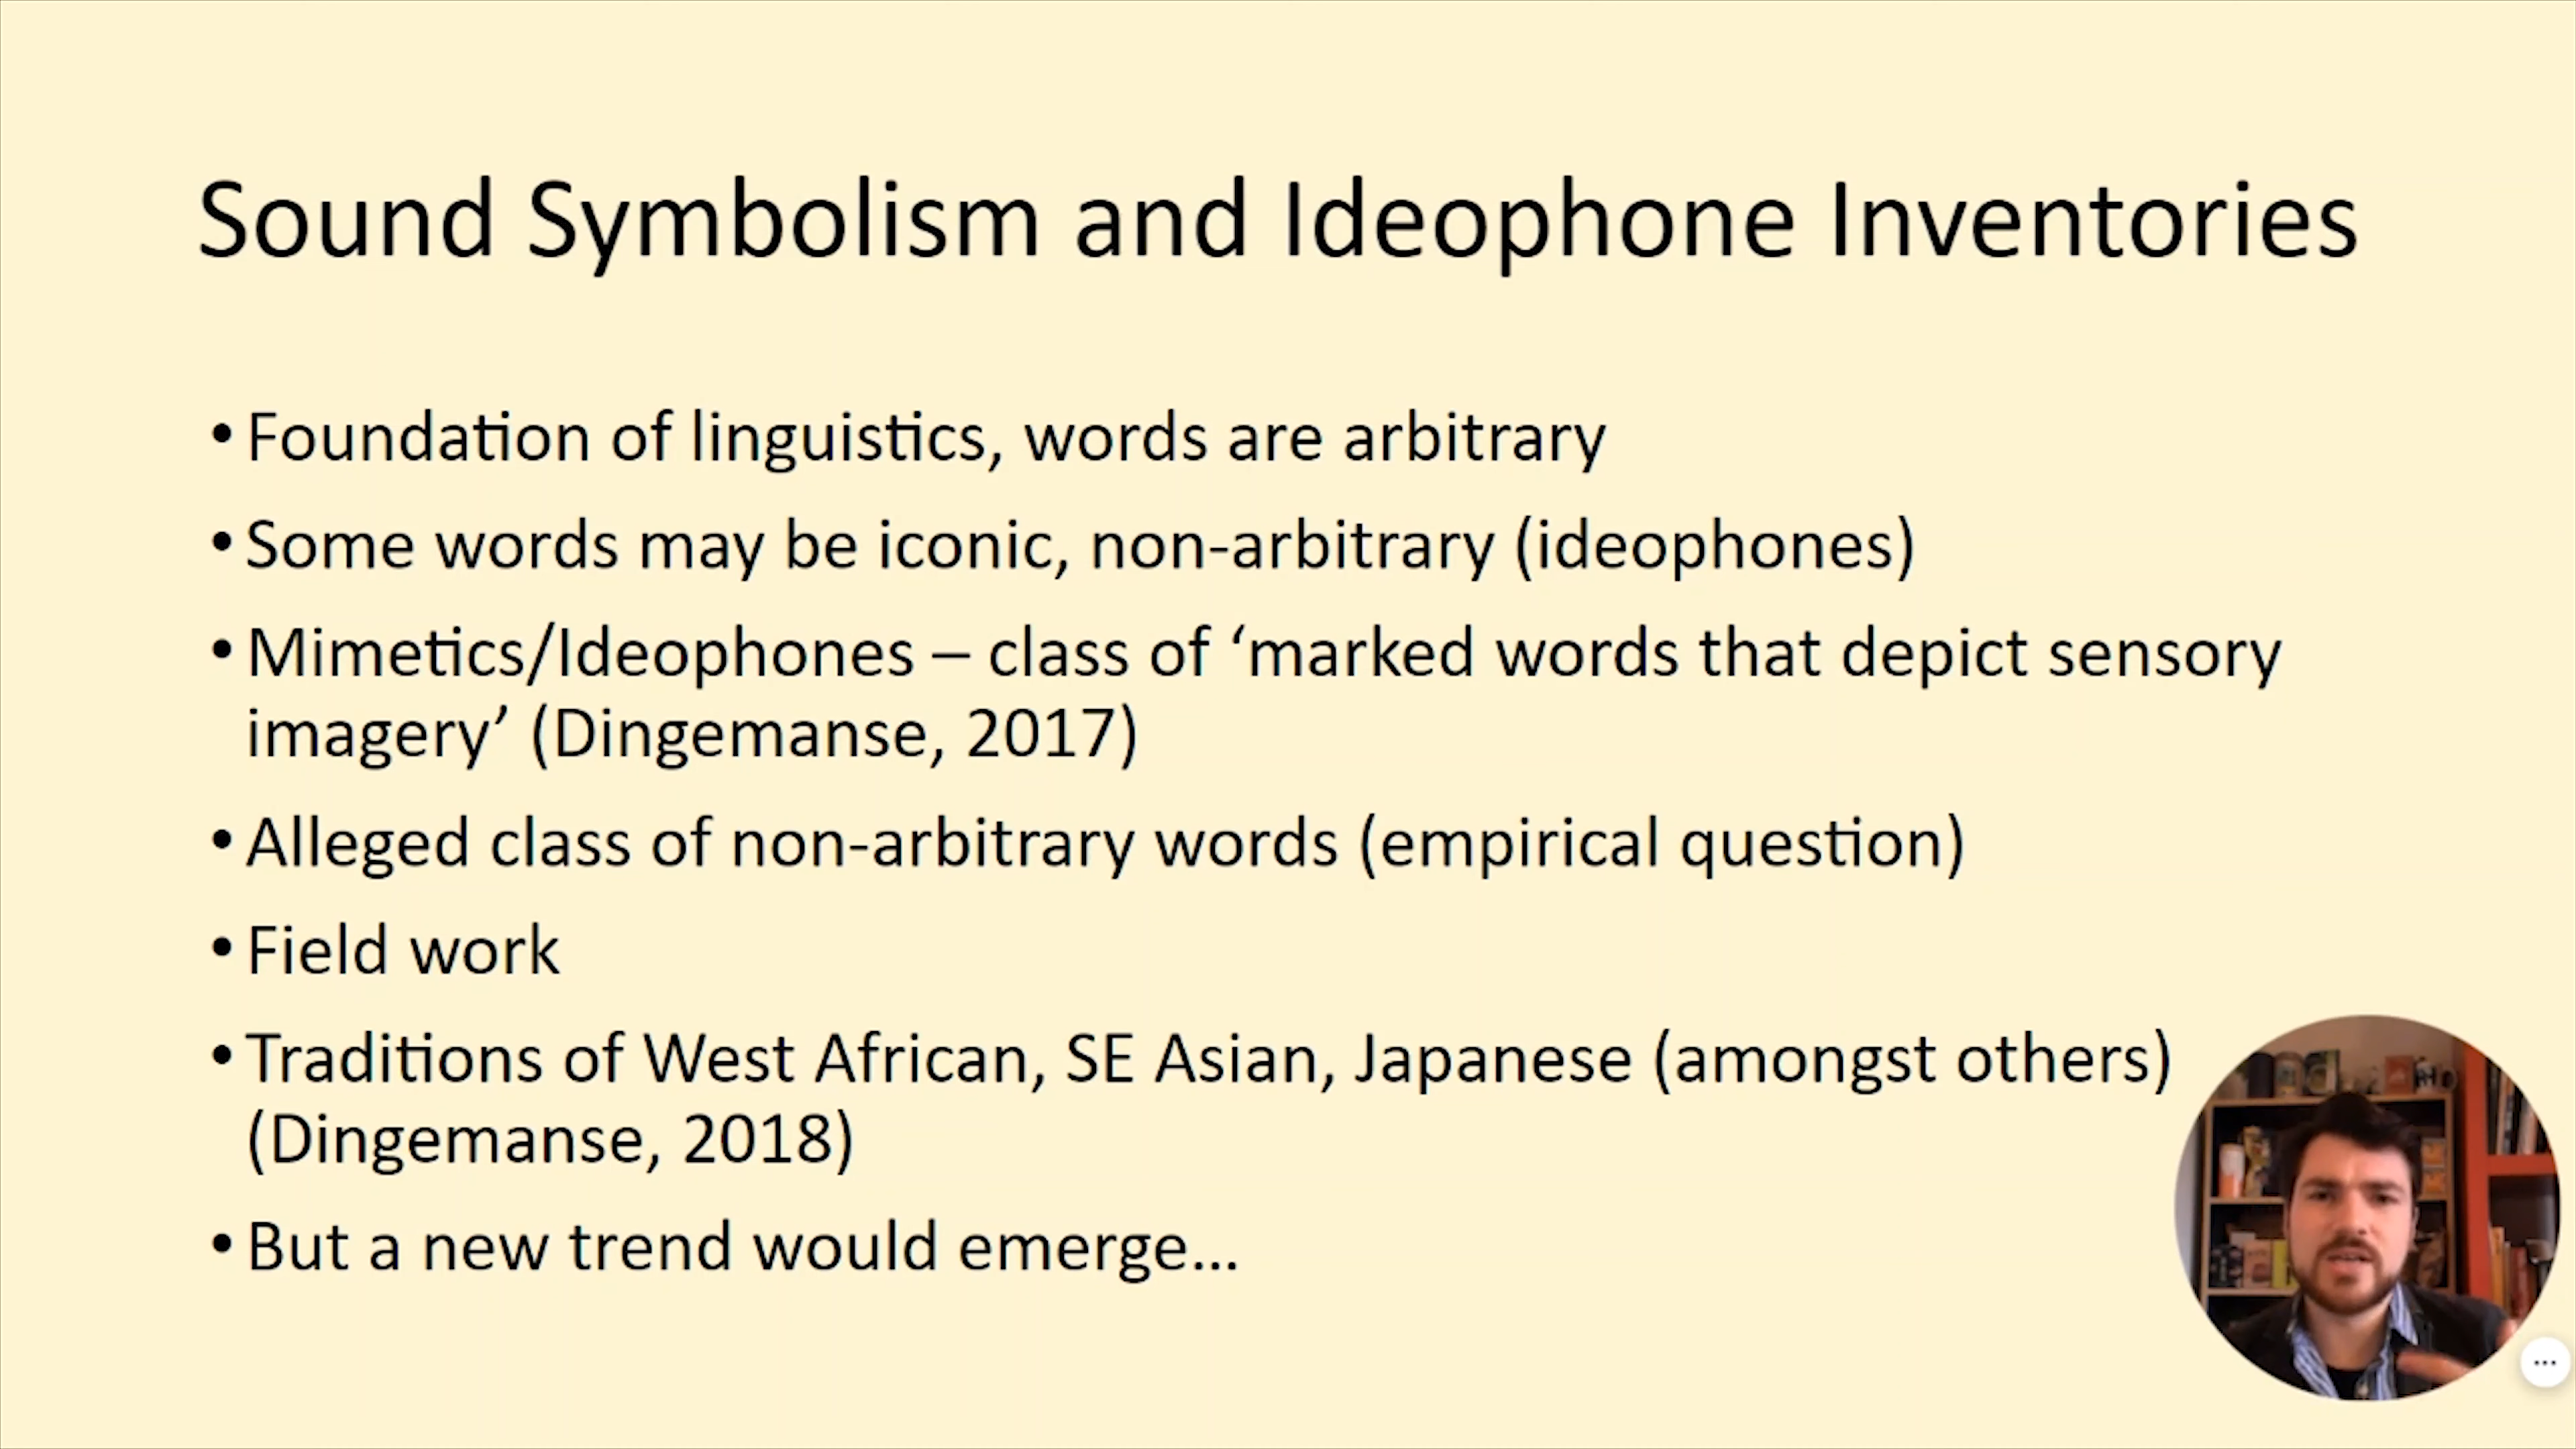 Sound Symbolism and Ideophone Inventories
• Foundation of linguistics, words are arbitrary
• Some words may be iconic, non-arbitrary (ideophones)
• Mimetics/Ideophones – class of ‘marked words that depict sensory
imagery’ (Dingemanse, 2017)
• Alleged class of non-arbitrary words (empirical question)
• Field work
• Traditions of West African, SE Asian, Japanese (amongst others)
(Dingemanse, 2018)
• But a new trend would emerge...